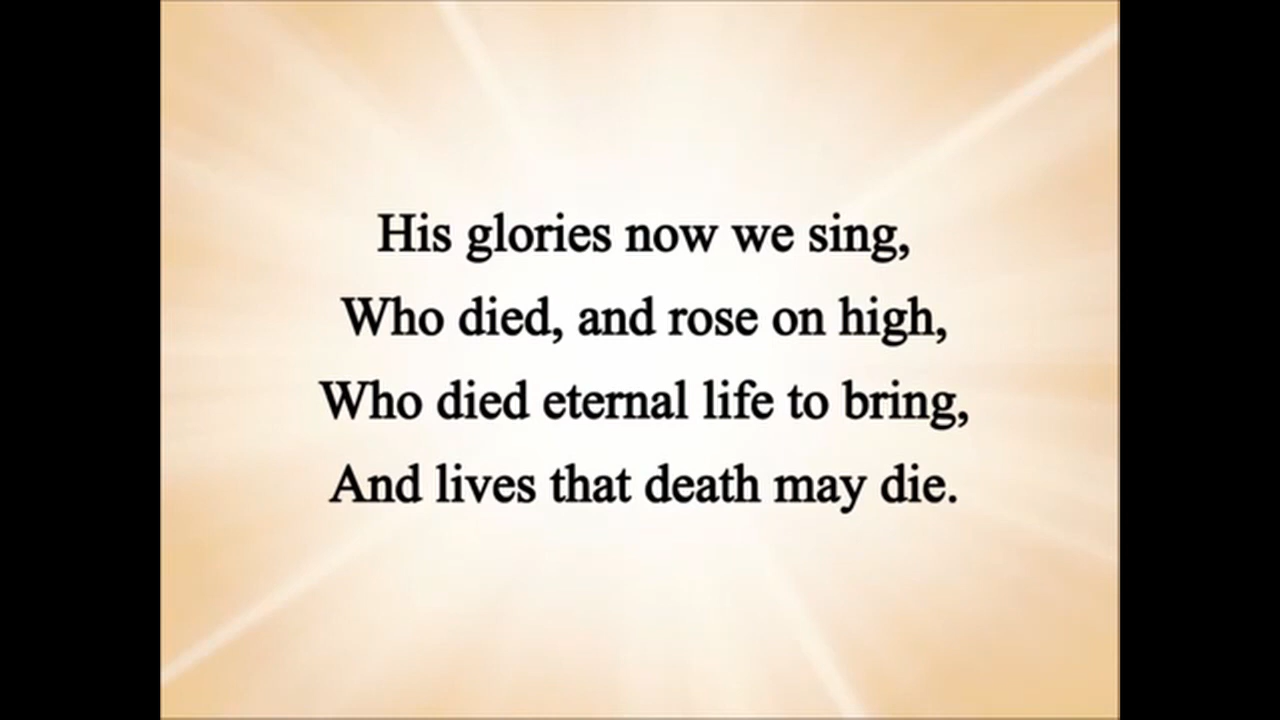 His glories now we sing,
Who died, and rose on high,
Who died eternal life to bring,
And lives that death may die.